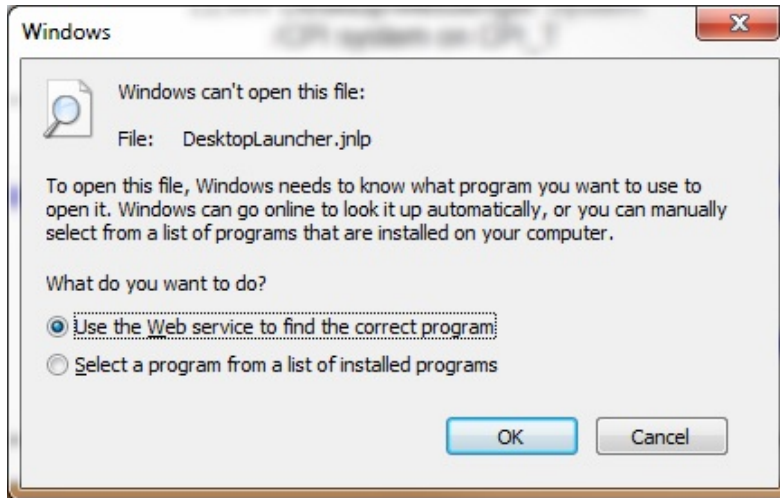 Windows
Windows can't open this file:
File: DesktopLauncher.jnlp
To open this file, Windows needs to know what program you want to use to
open it. Windows can go online to look it up automatically, or you can manually
select from a list of programs that are installed on your computer.
What do you want to do?
Use the Web service to find the correct program
Select a program from a list of installed programs
OK Cancel